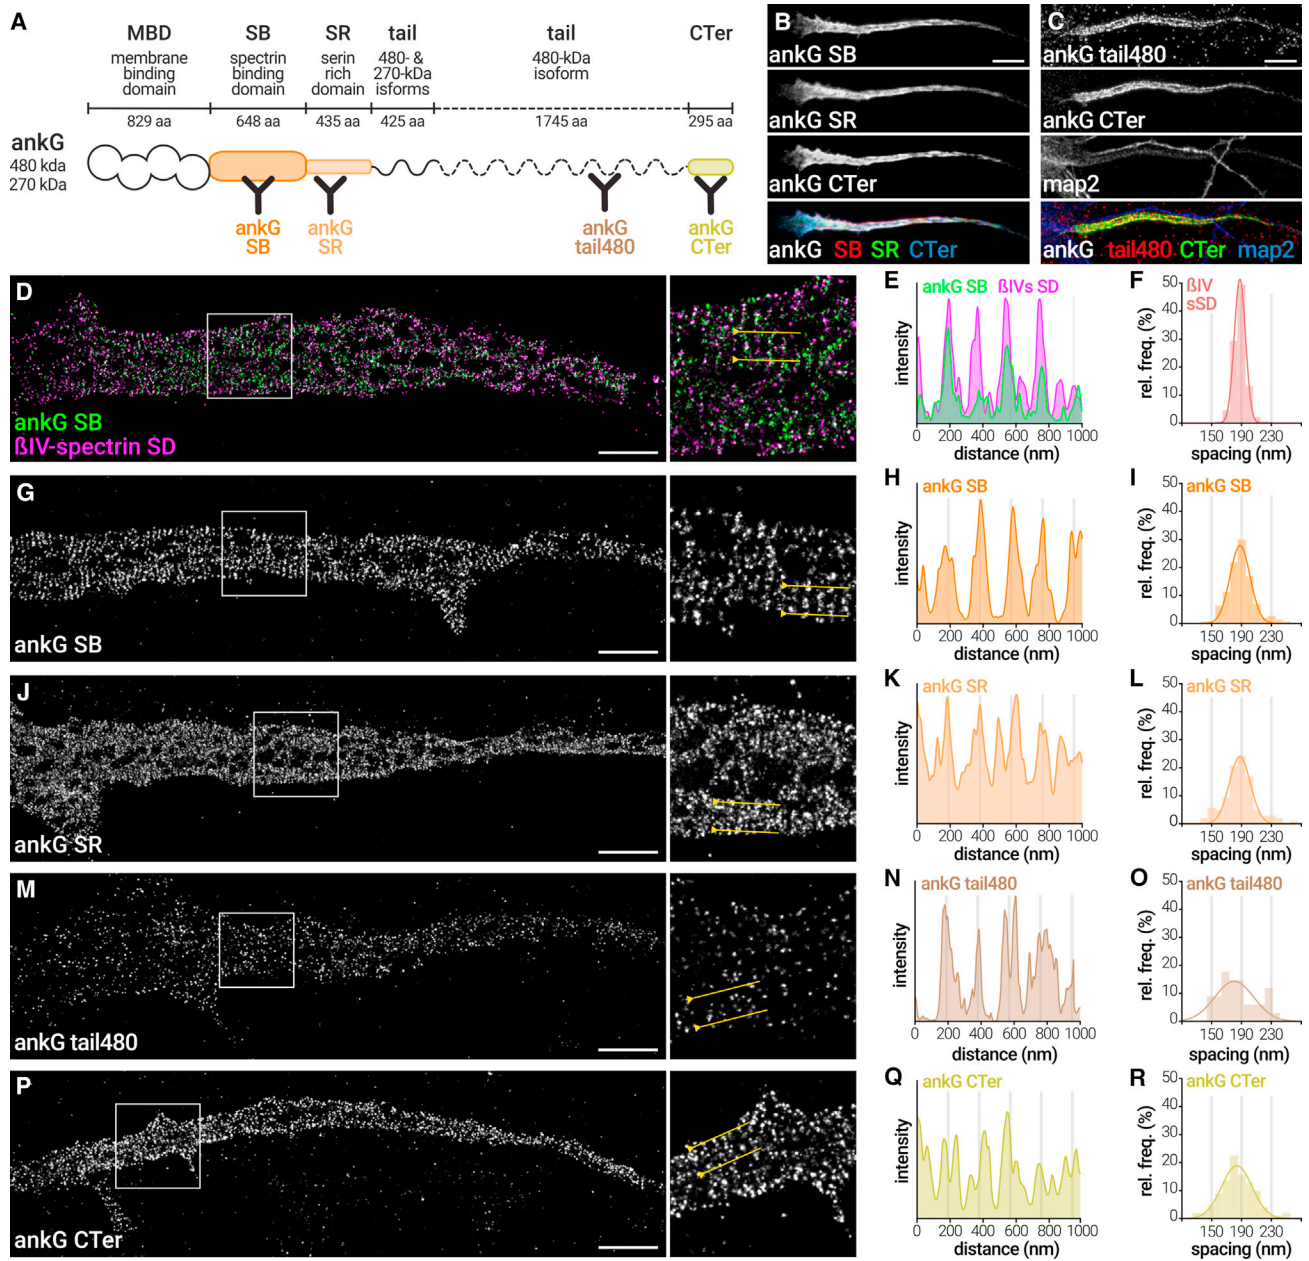 A
MBD SB SR tail tail CTer
membrane binding domain
spectrin binding domain
serin rich domain
480- & 270-kDa isforms
480-kDa isoform
829 aa 648 aa 435 aa 425 aa 1745 aa 295 aa
ankG
480 kda
270 kDa
ankG SB
ankG SR
ankG tail480
ankG CTer
B
ankG SB
ankG SR
ankG CTer
ankG SB SR CTer
C
ankG tail480
ankG CTer
map2
ankG tail480 CTer map2
D
ankG SB
ßIV-spectrin SD
E
ankG SB ßIVs SD
intensity
0 200 400 600 800 1000
distance (nm)
F
ßIV
sSD
rel. freq. (%)
50
40
30
20
10
0
150 190 230
spacing (nm)
G
ankG SB
H
ankG SB
intensity
0 200 400 600 800 1000
distance (nm)
I
ankG SB
rel. freq. (%)
50
40
30
20
10
0
150 190 230
spacing (nm)
J
ankG SR
K
ankG SR
intensity
0 200 400 600 800 1000
distance (nm)
L
ankG SR
rel. freq. (%)
50
40
30
20
10
0
150 190 230
spacing (nm)
M
ankG tail480
N
ankG tail480
intensity
0 200 400 600 800 1000
distance (nm)
O
ankG tail480
rel. freq. (%)
50
40
30
20
10
0
150 190 230
spacing (nm)
P
ankG CTer
Q
ankG CTer
intensity
0 200 400 600 800 1000
distance (nm)
R
ankG CTer
rel. freq. (%)
50
40
30
20
10
0
150 190 230
spacing (nm)